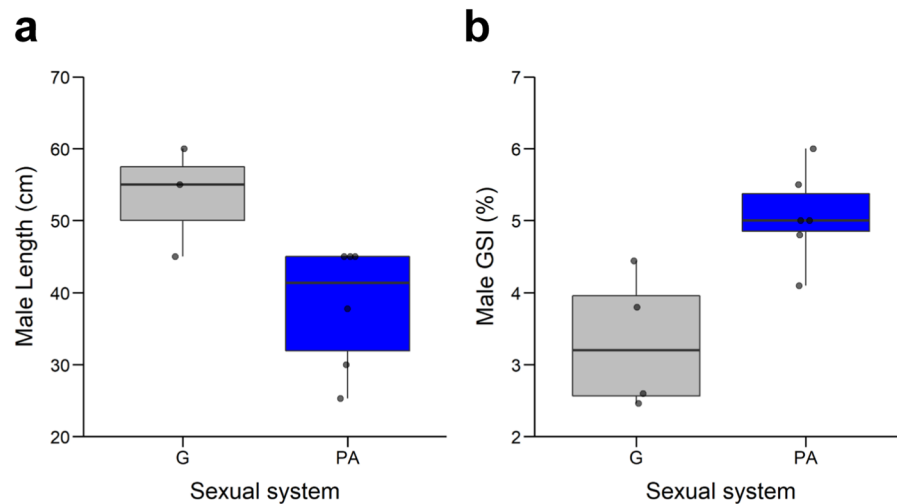 a
70
60
50
40
30
20
Male Length (cm)
G
PA
Sexual system
b
7
6
5
4
3
2
Male GSI (%)
G
PA
Sexual system